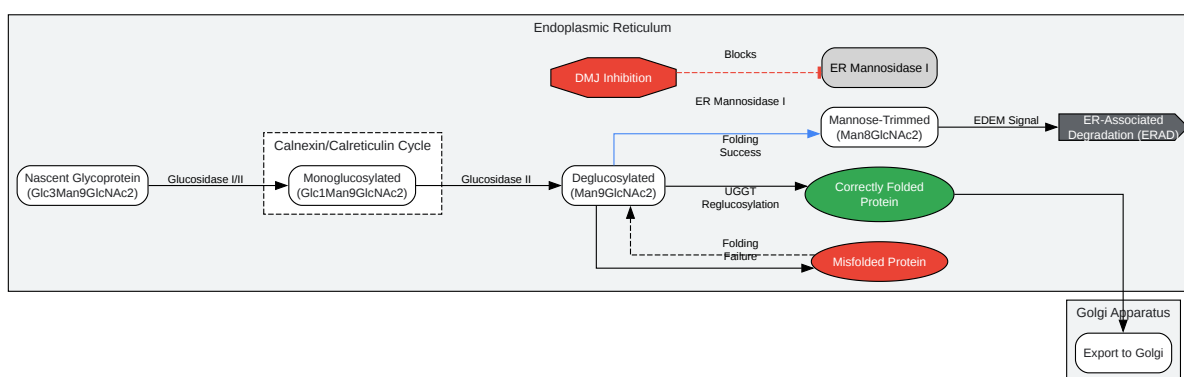 Endoplasmic Reticulum
Blocks
DMJ Inhibition
ER Mannosidase I
ER Mannosidase I
Mannose-Trimmed
(Man8GlcNAc2)
EDEM Signal
ER-Associated
Degradation (ERAD)
Folding
Success
Calnexin/Calreticulin Cycle
Nascent Glycoprotein
(Glc3Man9GlcNAc2)
Glucosidase I/II
Monoglucosylated
(Glc1Man9GlcNAc2)
Glucosidase II
Deglucosylated
(Man9GlcNAc2)
UGGT
Reglucosylation
Correctly Folded
Protein
Folding
Failure
Misfolded Protein
Golgi Apparatus
Export to Golgi